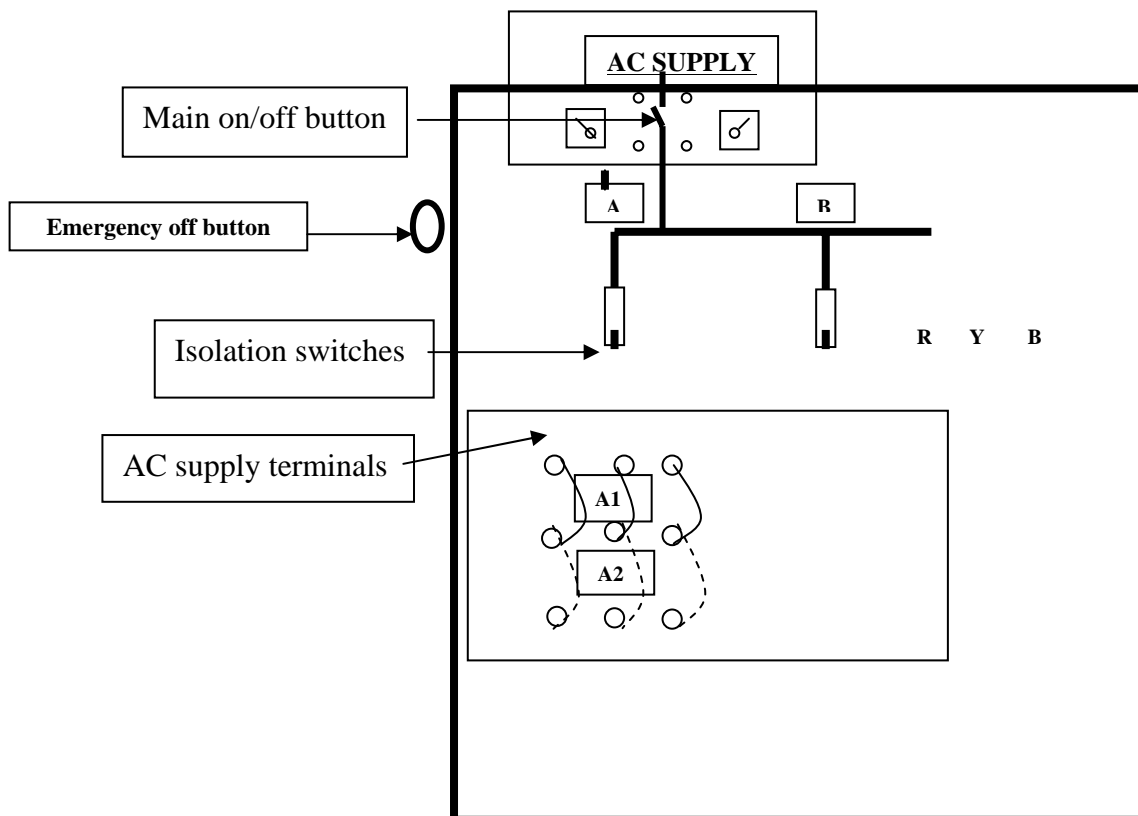 AC SUPPLY
Main on/off button
A
B
Emergency off button
Isolation switches
R Y B
AC supply terminals
A1
A2